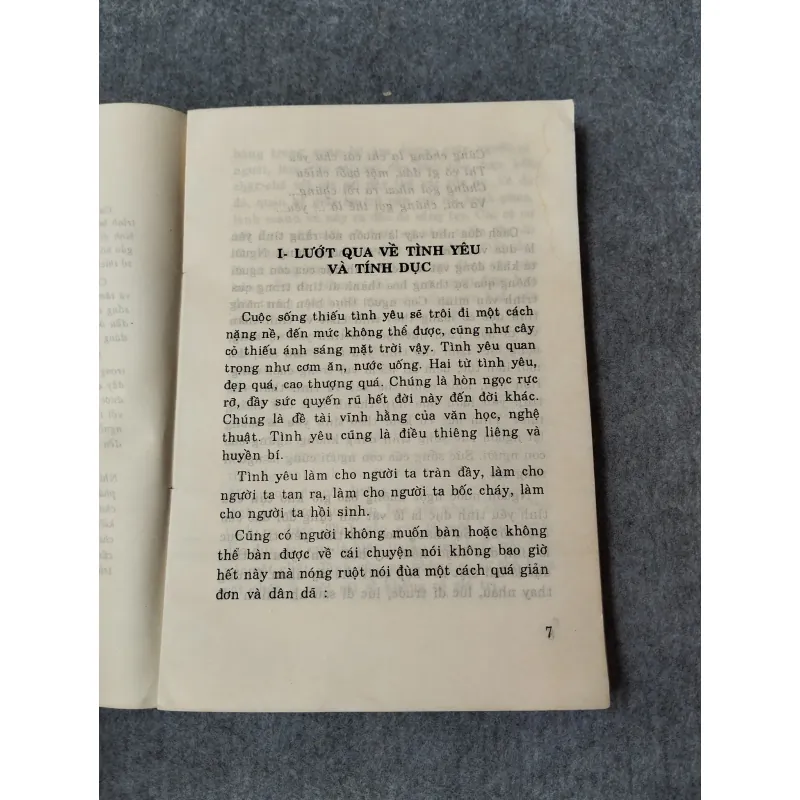 I- LƯỚT QUA VỀ TÌNH YÊU
VÀ TÍNH DỤC
Cuộc sống thiếu tình yêu sẽ trôi đi một cách
nặng nề, đến mức không thể được, cũng như cây
cỏ thiếu ánh sáng mặt trời vậy. Tình yêu quan
trọng như cơm ăn, nước uống. Hai từ tình yêu,
đẹp quá, cao thượng quá. Chúng là hòn ngọc rực
rỡ, đầy sức quyến rũ hết đời này đến đời khác.
Chúng là đề tài vĩnh hằng của văn học, nghệ
thuật. Tình yêu cũng là điều thiêng liêng và
huyền bí.
Tình yêu làm cho người ta tràn đầy, làm cho
người ta tan ra, làm cho người ta bốc cháy, làm
cho người ta hồi sinh.
Cũng có người không muốn bàn hoặc không
thể bàn được về cái chuyện nói không bao giờ
hết này mà nóng ruột nói đùa một cách quá giản
đơn và dân dã :
7